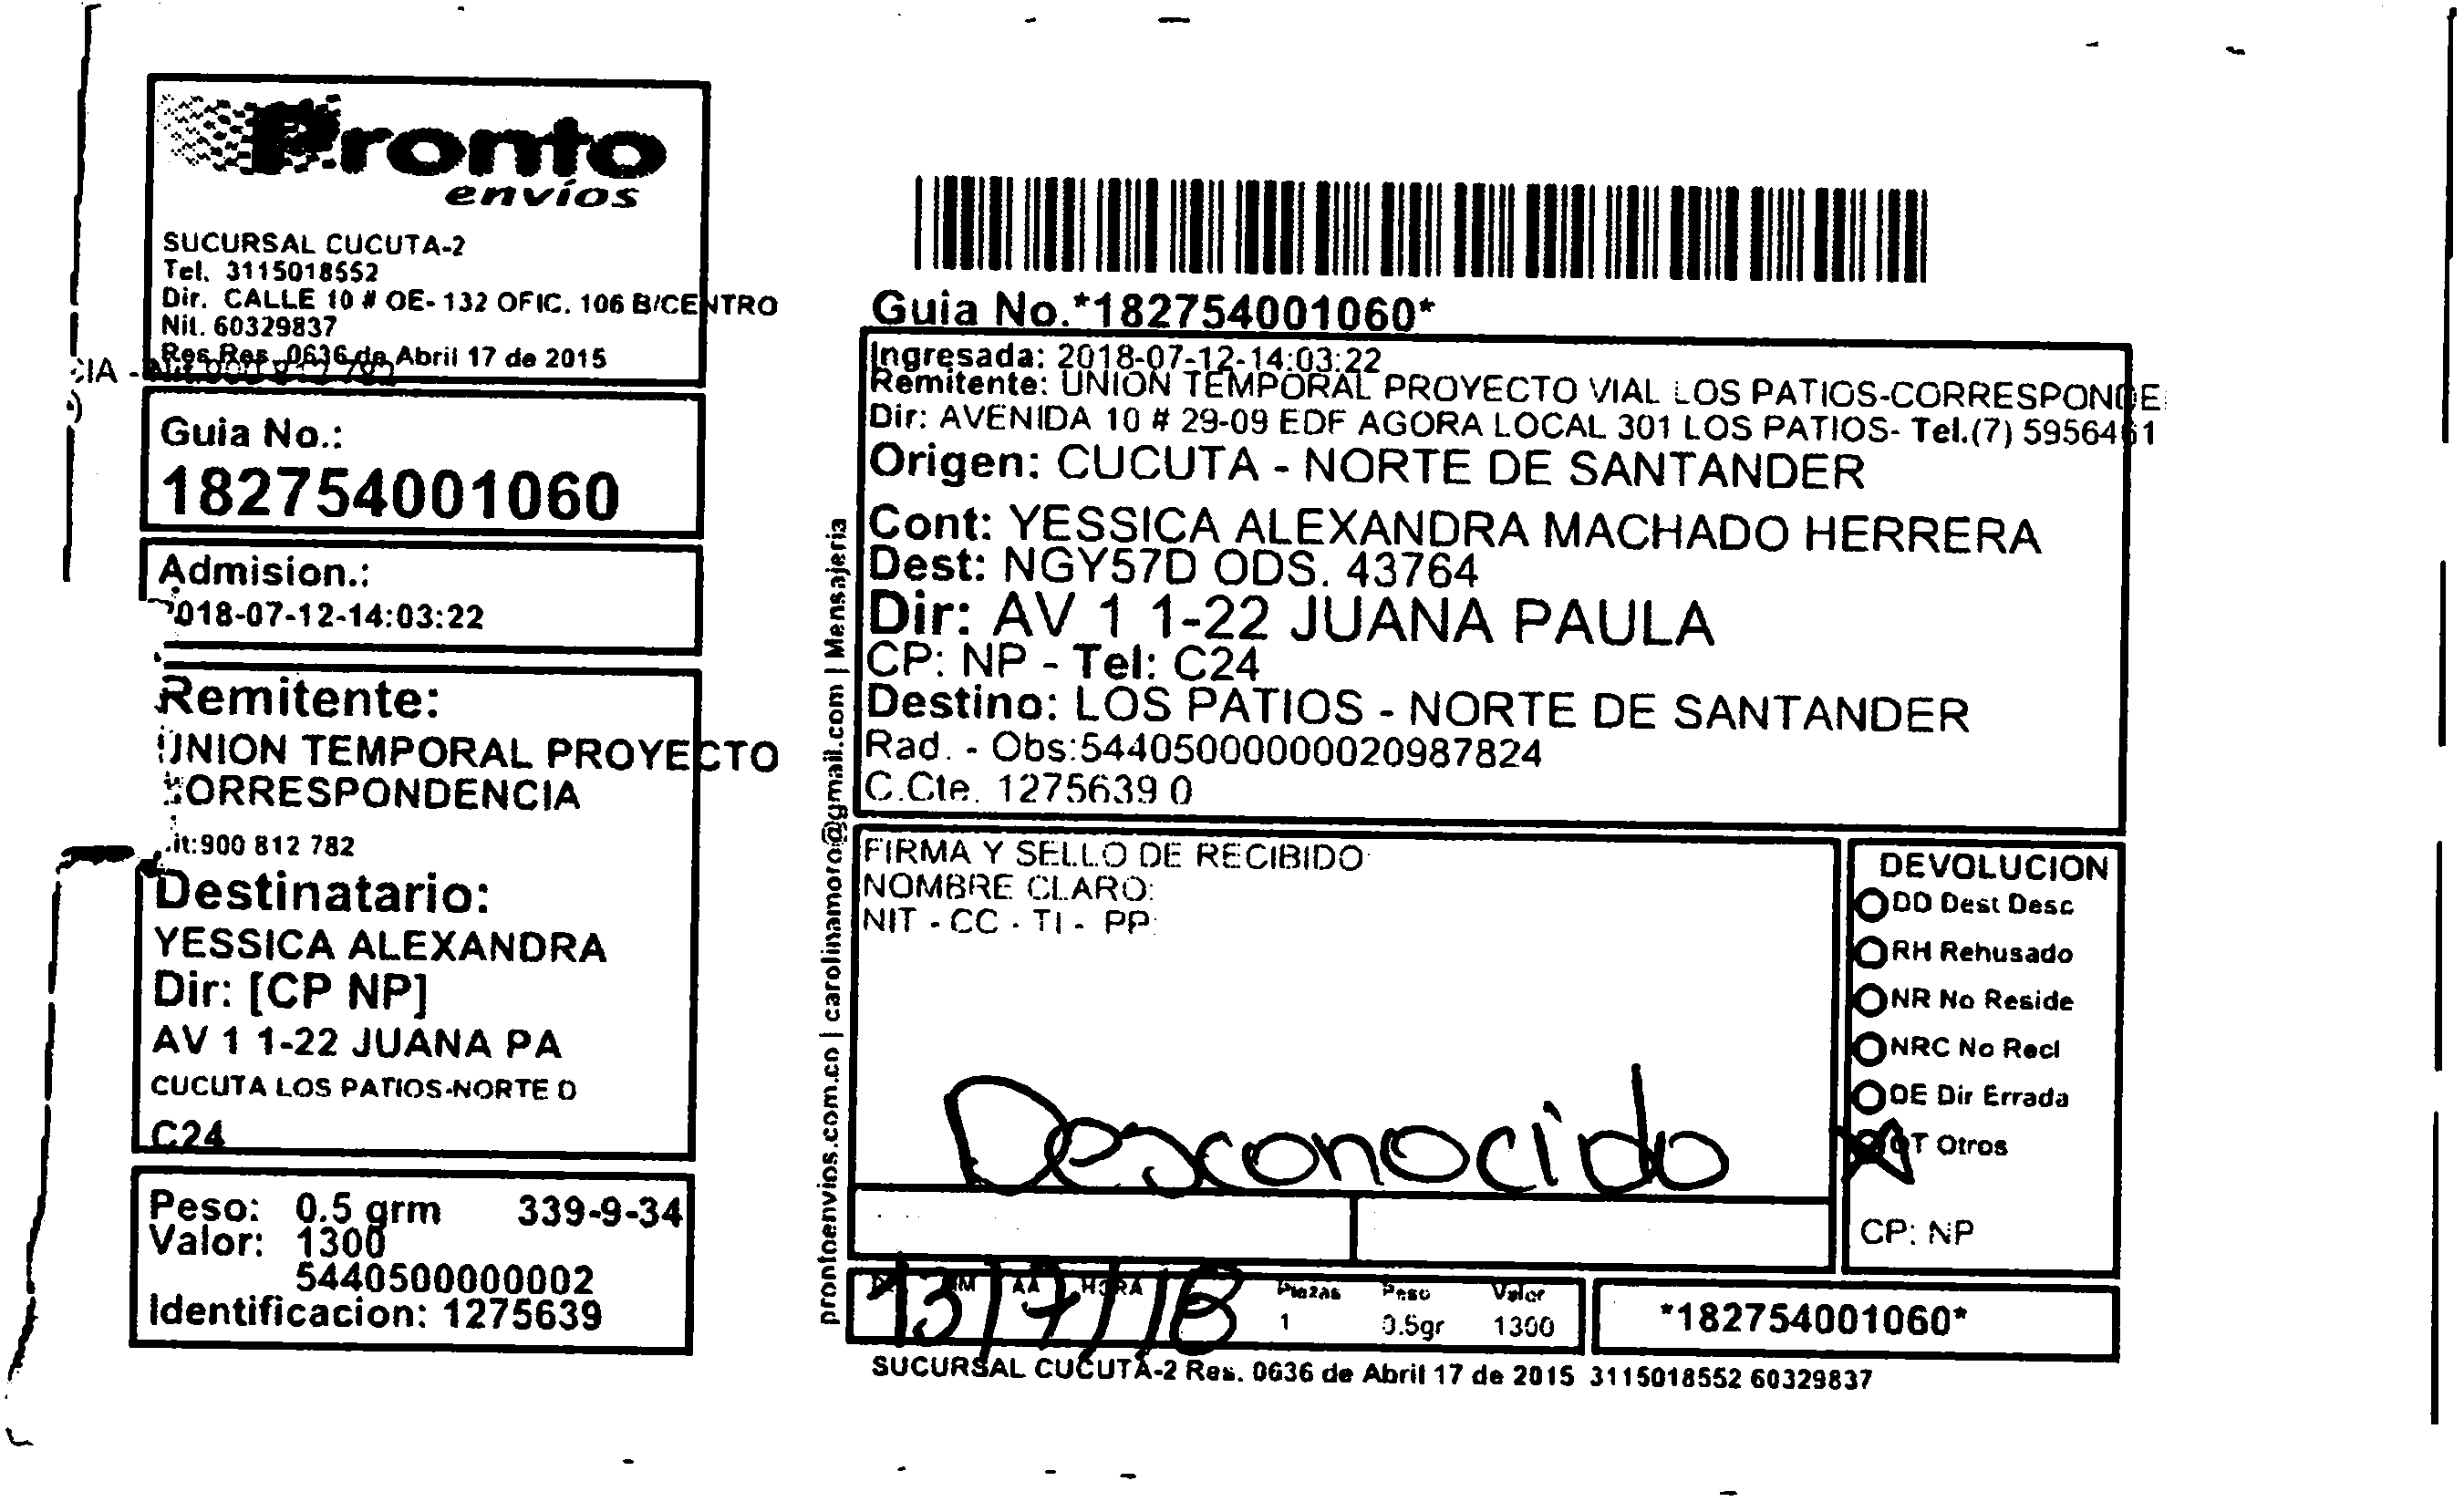 Pronto
envíos
SUCURSAL CUCUTA-2
Tel. 3115018552
Dir. CALLE 10 # OE-132 OFIC. 106 B/CENTRO
Nit. 60329837
Res Res. 0636 de Abril 17 de 2015
Guia No.:
182754001060
Admision.:
2018-07-12-14:03:22
Remitente:
UNION TEMPORAL PROYECTO
CORRESPONDENCIA
it:900 812 782
Destinatario:
YESSICA ALEXANDRA
Dir: [CP NP]
AV 1 1-22 JUANA PA
CUCUTA LOS PATIOS-NORTE D
C24
Peso: 0.5 grm 339-9-34
Valor: 1300
5440500000002
Identificacion: 1275639
prontoenvios.com.co | carolinamoro@gmail.com | Mensajeria
Guia No.*182754001060*
Ingresada: 2018-07-12-14:03:22
Remitente: UNION TEMPORAL PROYECTO VIAL LOS PATIOS-CORRESPONDE
Dir: AVENIDA 10 # 29-09 EDF AGORA LOCAL 301 LOS PATIOS- Tel.(7) 5956461
Origen: CUCUTA - NORTE DE SANTANDER
Cont: YESSICA ALEXANDRA MACHADO HERRERA
Dest: NGY57D ODS. 43764
Dir: AV 1 1-22 JUANA PAULA
CP: NP - Tel: C24
Destino: LOS PATIOS - NORTE DE SANTANDER
Rad. - Obs:544050000000020987824
C.Cte. 1275639 0
FIRMA Y SELLO DE RECIBIDO
NOMBRE CLARO:
NIT - CC - TI - PP:
Desconocido
DEVOLUCION
DD Dest Desc
RH Rehusado
NR No Reside
NRC No Recl
DE Dir Errada
OT Otros
CP: NP
AA HORA Piezas Peso Valor
13/7/18 1 0.5gr 1300
*182754001060*
SUCURSAL CUCUTA-2 Res. 0636 de Abril 17 de 2015 3115018552 60329837